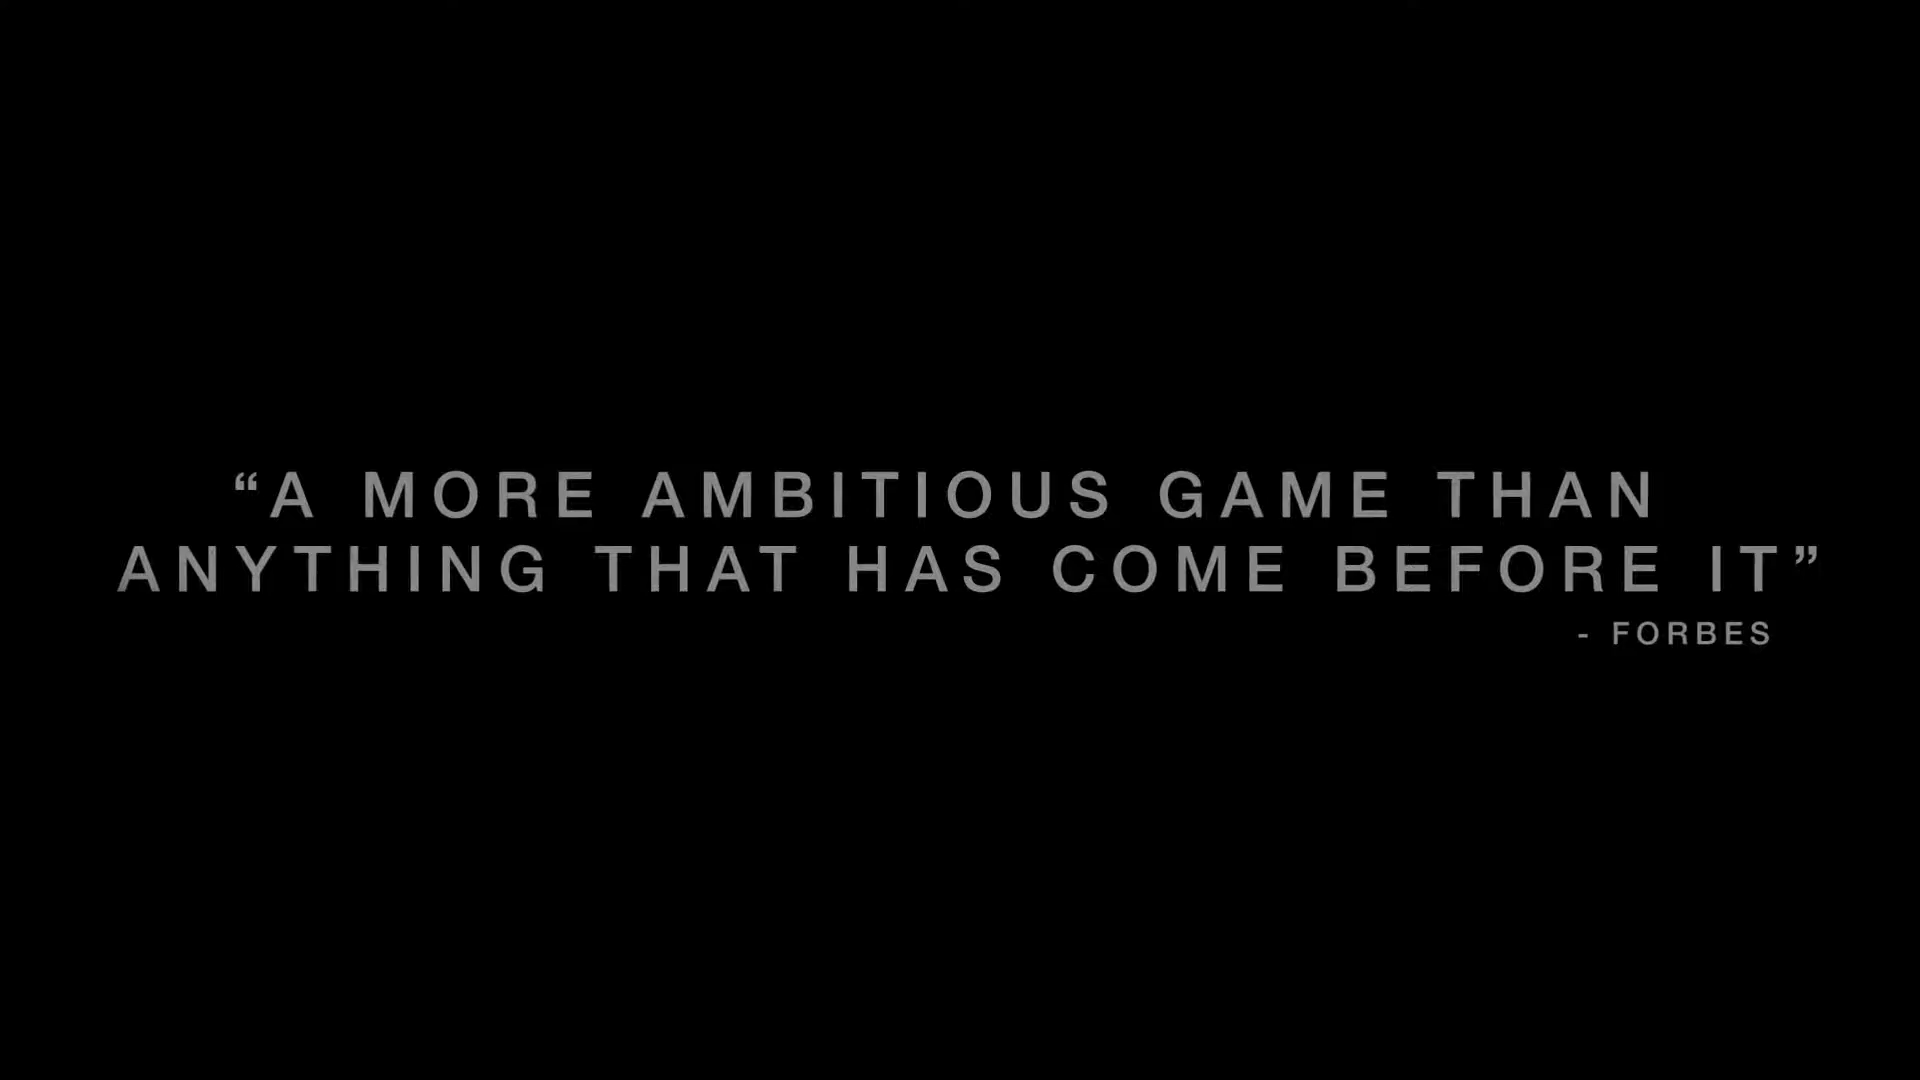 “A MORE AMBITIOUS GAME THAN
ANYTHING THAT HAS COME BEFORE IT”
- FORBES